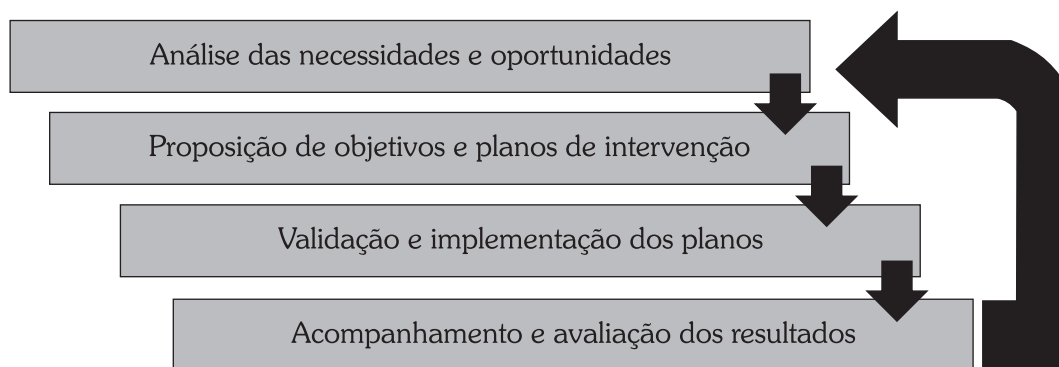 Análise das necessidades e oportunidades
Proposição de objetivos e planos de intervenção
Validação e implementação dos planos
Acompanhamento e avaliação dos resultados